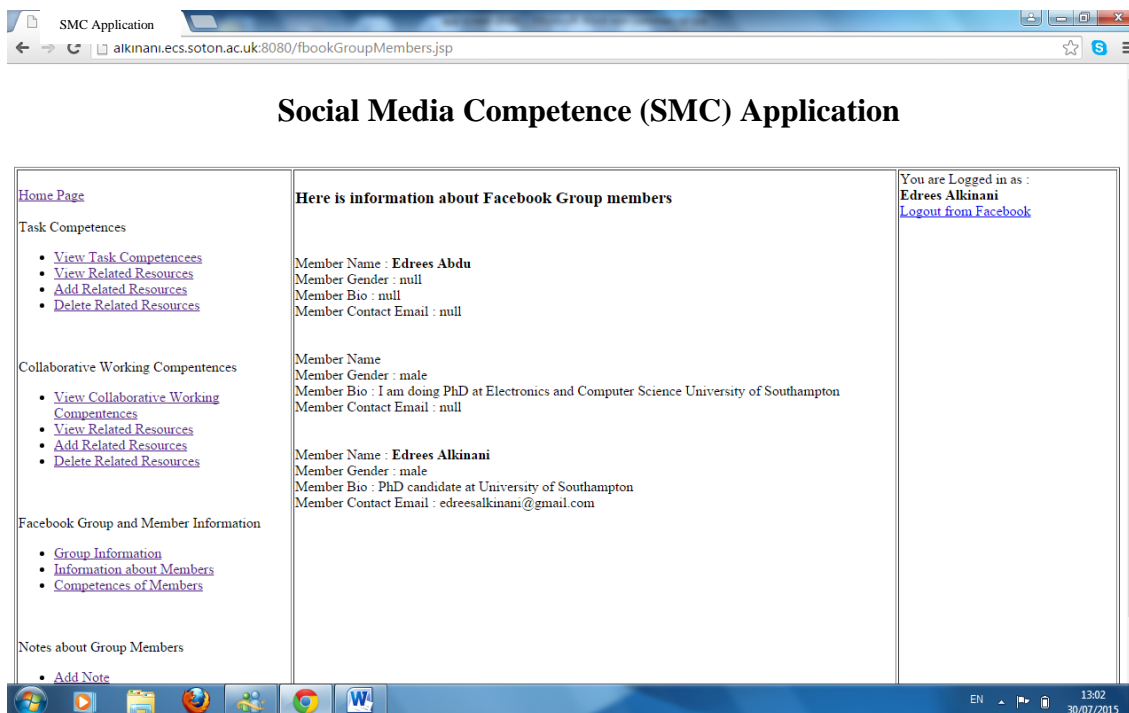 SMC Application
alkinani.ecs.soton.ac.uk:8080/fbookGroupMembers.jsp
Social Media Competence (SMC) Application
Home Page
Task Competences
View Task Competencees
View Related Resources
Add Related Resources
Delete Related Resources
Collaborative Working Compentences
View Collaborative Working
Compentences
View Related Resources
Add Related Resources
Delete Related Resources
Facebook Group and Member Information
Group Information
Information about Members
Competences of Members
Notes about Group Members
Add Note
Here is information about Facebook Group members
Member Name : Edrees Abdu
Member Gender : null
Member Bio : null
Member Contact Email : null
Member Name
Member Gender : male
Member Bio : I am doing PhD at Electronics and Computer Science University of Southampton
Member Contact Email : null
Member Name : Edrees Alkinani
Member Gender : male
Member Bio : PhD candidate at University of Southampton
Member Contact Email : edreesalkinani@gmail.com
You are Logged in as :
Edrees Alkinani
Logout from Facebook
EN
13:02
30/07/2015